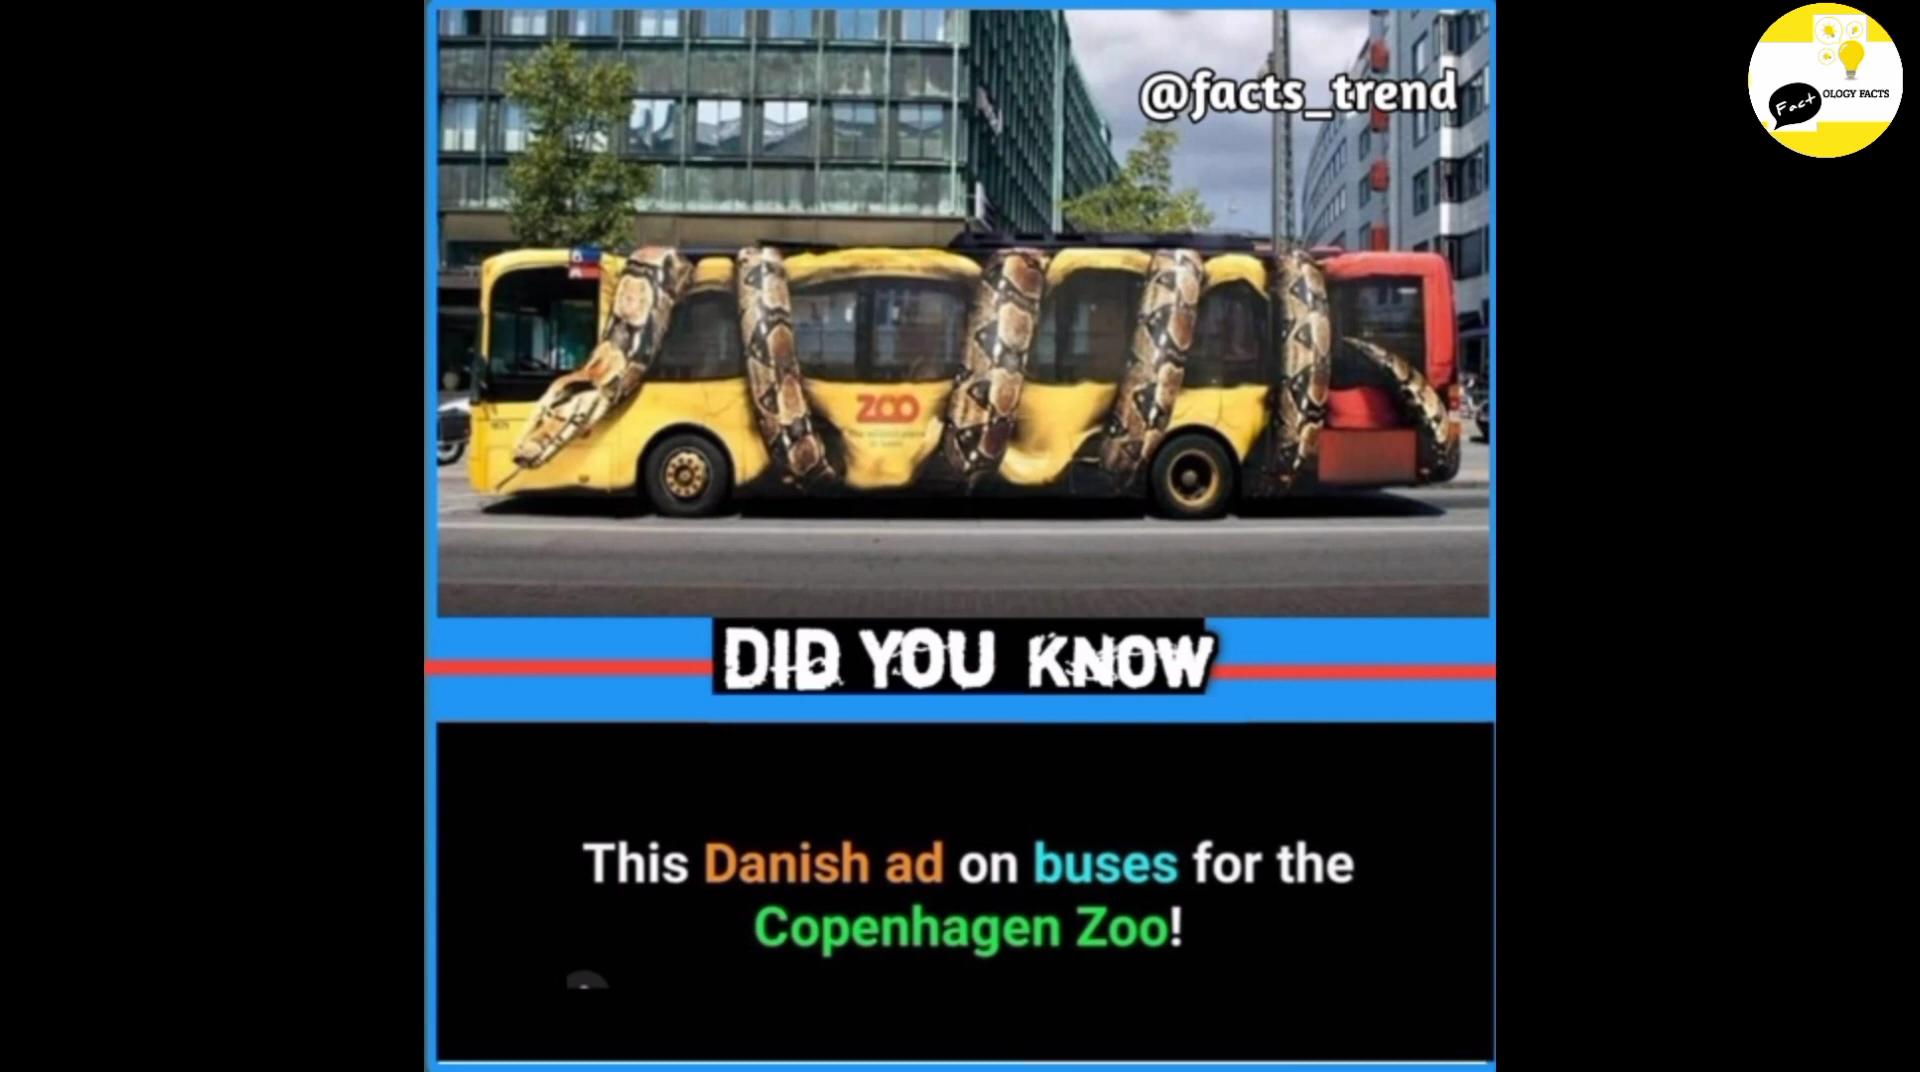 @facts_trend
Fact
OLOGY FACTS
ZOO
DID YOU KNOW
This Danish ad on buses for the
Copenhagen Zoo!